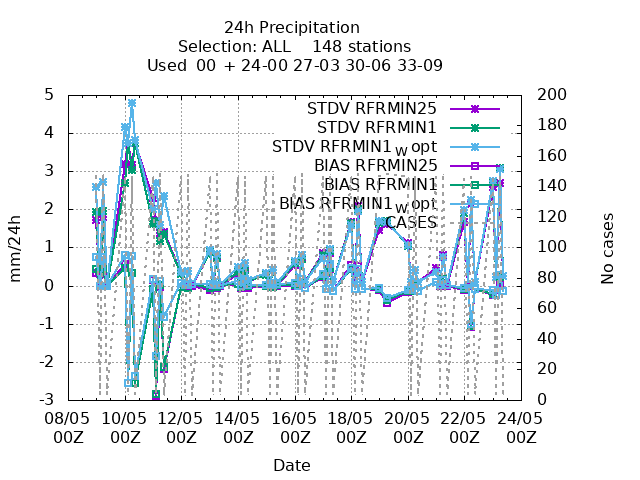 24h Precipitation
Selection: ALL    148 stations
Used  00 + 24-00 27-03 30-06 33-09
5
4
3
2
1
0
-1
-2
-3
mm/24h
200
180
160
140
120
100
80
60
40
20
0
No cases
STDV RFRMIN25
STDV RFRMIN1
STDV RFRMIN1w opt
BIAS RFRMIN25
BIAS RFRMIN1
BIAS RFRMIN1w opt
CASES
08/05 10/05 12/05 14/05 16/05 18/05 20/05 22/05 24/05
00Z 00Z 00Z 00Z 00Z 00Z 00Z 00Z 00Z
Date